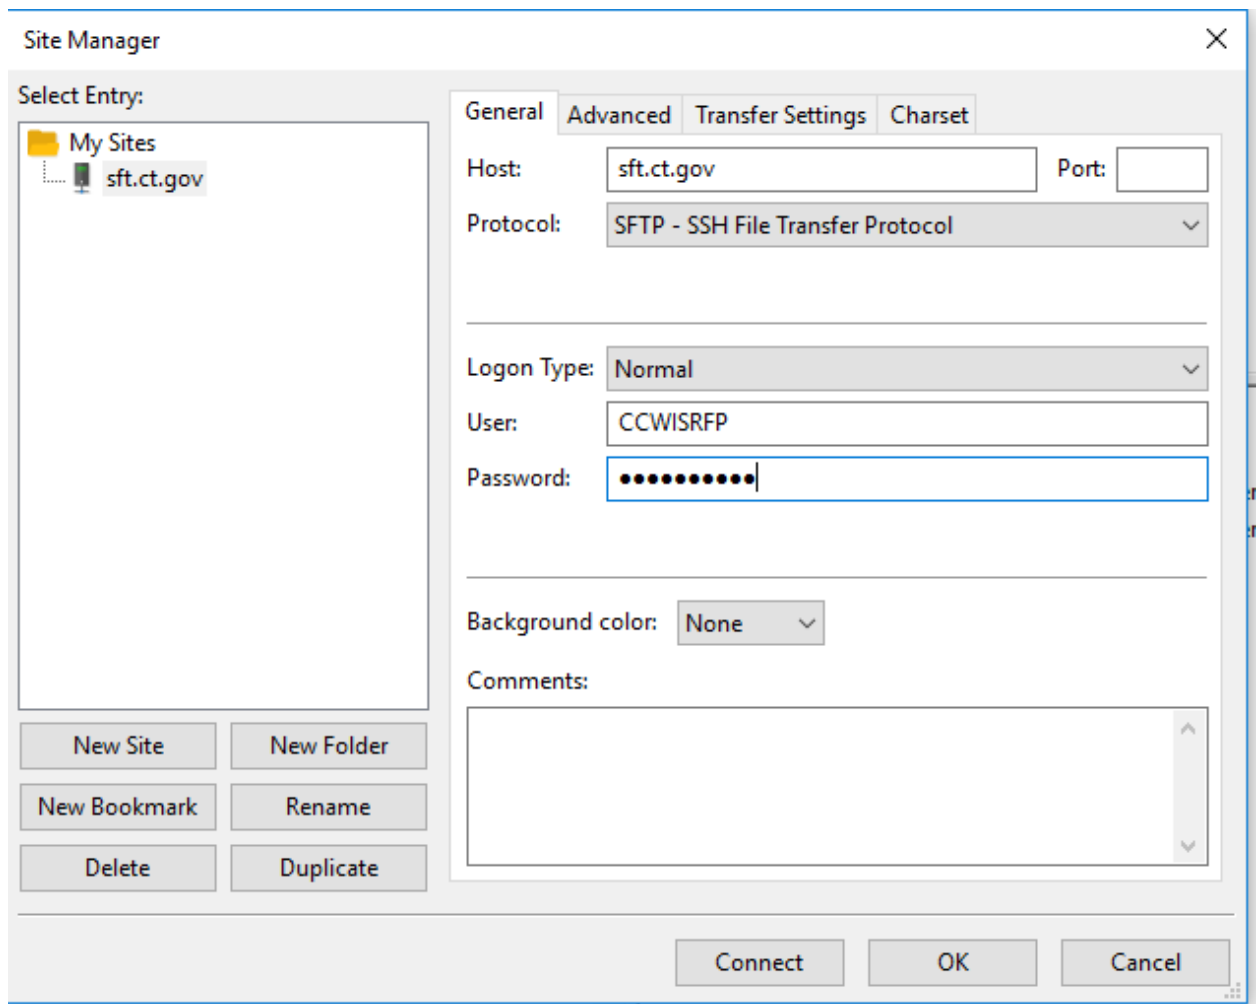 Site Manager
Select Entry:
My Sites
sft.ct.gov
New Site
New Folder
New Bookmark
Rename
Delete
Duplicate
General
Advanced
Transfer Settings
Charset
Host:
sft.ct.gov
Port:
Protocol:
SFTP - SSH File Transfer Protocol
Logon Type:
Normal
User:
CCWISRFP
Password:
●●●●●●●●●●
Background color:
None
Comments:
Connect
OK
Cancel